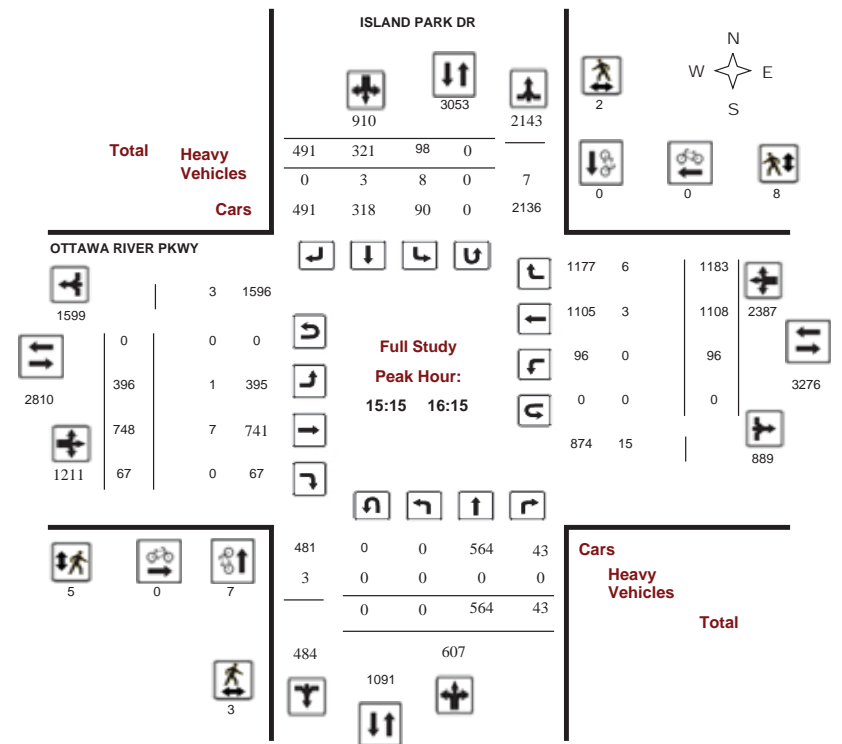 ISLAND PARK DR
N
W E
S
3053
2
910 2143
Total Heavy Vehicles
491 321 98 0
0 3 8 0 7
Cars 491 318 90 0 2136
0 0 8
OTTAWA RIVER PKWY
1599
3 1596
0 0 0
2810
396 1 395
748 7 741
1211
67 0 67
Full Study
Peak Hour:
15:15 16:15
1177 6 1183
2387
1105 3 1108
96 0 96
3276
0 0 0
874 15
889
481 0 0 564 43
3 0 0 0 0
0 0 564 43
484 607
1091
5 0 7
3
Cars
Heavy
Vehicles
Total